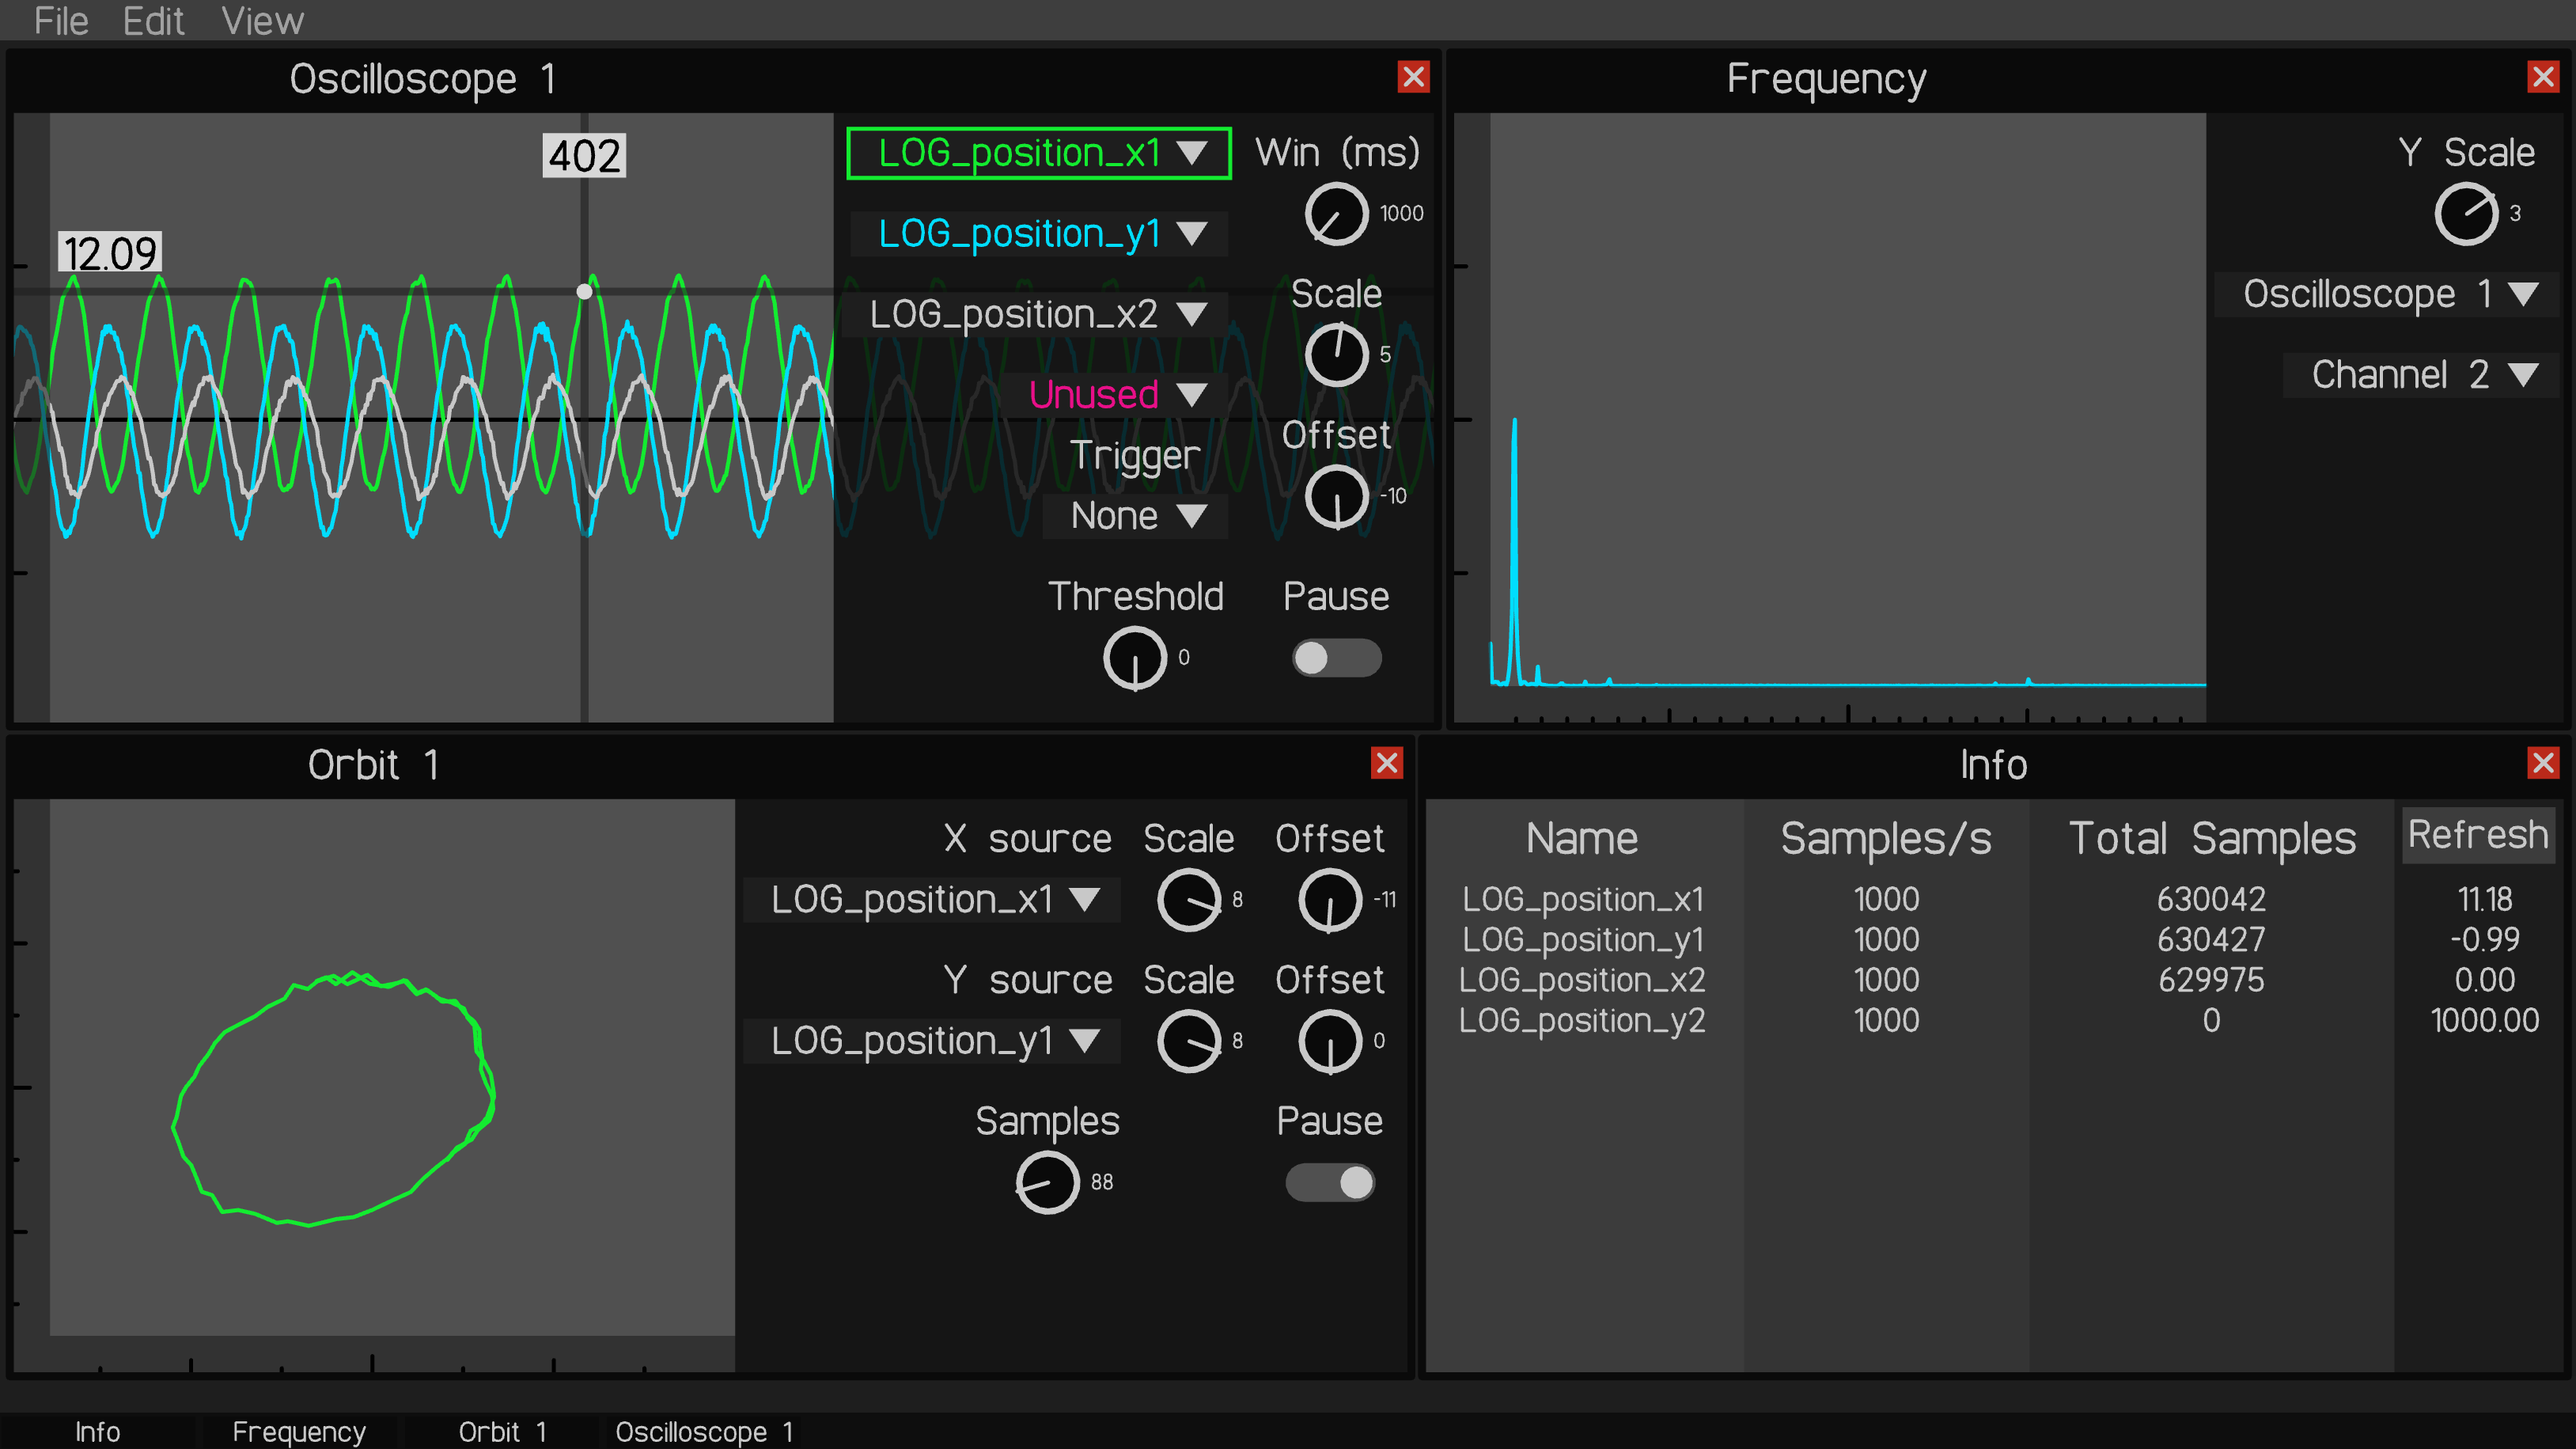 File Edit View
Oscilloscope 1
402
12.09
LOG_position_x1
LOG_position_y1
LOG_position_x2
Unused
Trigger
None
Threshold
0
Win (ms)
1000
Scale
5
Offset
-10
Pause
Frequency
Y Scale
3
Oscilloscope 1
Channel 2
Orbit 1
X source Scale Offset
LOG_position_x1 8 -11
Y source Scale Offset
LOG_position_y1 8 0
Samples Pause
88
Info
Name Samples/s Total Samples Refresh
LOG_position_x1 1000 630042 11.18
LOG_position_y1 1000 630427 -0.99
LOG_position_x2 1000 629975 0.00
LOG_position_y2 1000 0 1000.00
Info Frequency Orbit 1 Oscilloscope 1